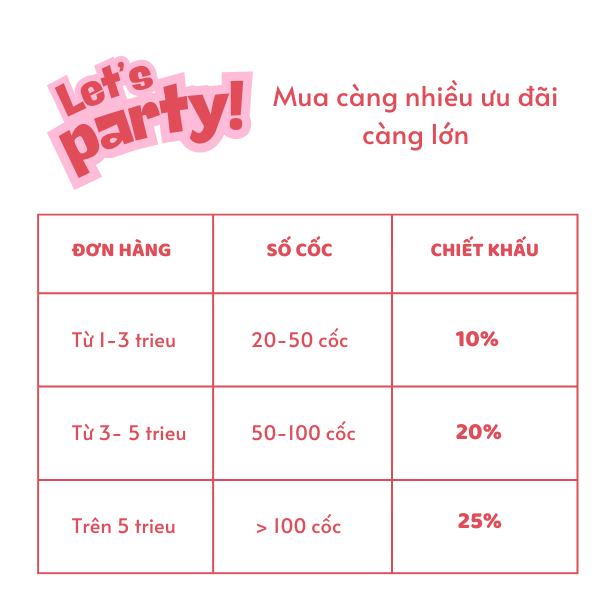 Let's
party!
Mua càng nhiều ưu đãi
càng lớn
ĐƠN HÀNG SỐ CỐC CHIẾT KHẤU
Từ 1-3 trieu 20-50 cốc 10%
Từ 3- 5 trieu 50-100 cốc 20%
Trên 5 trieu > 100 cốc 25%